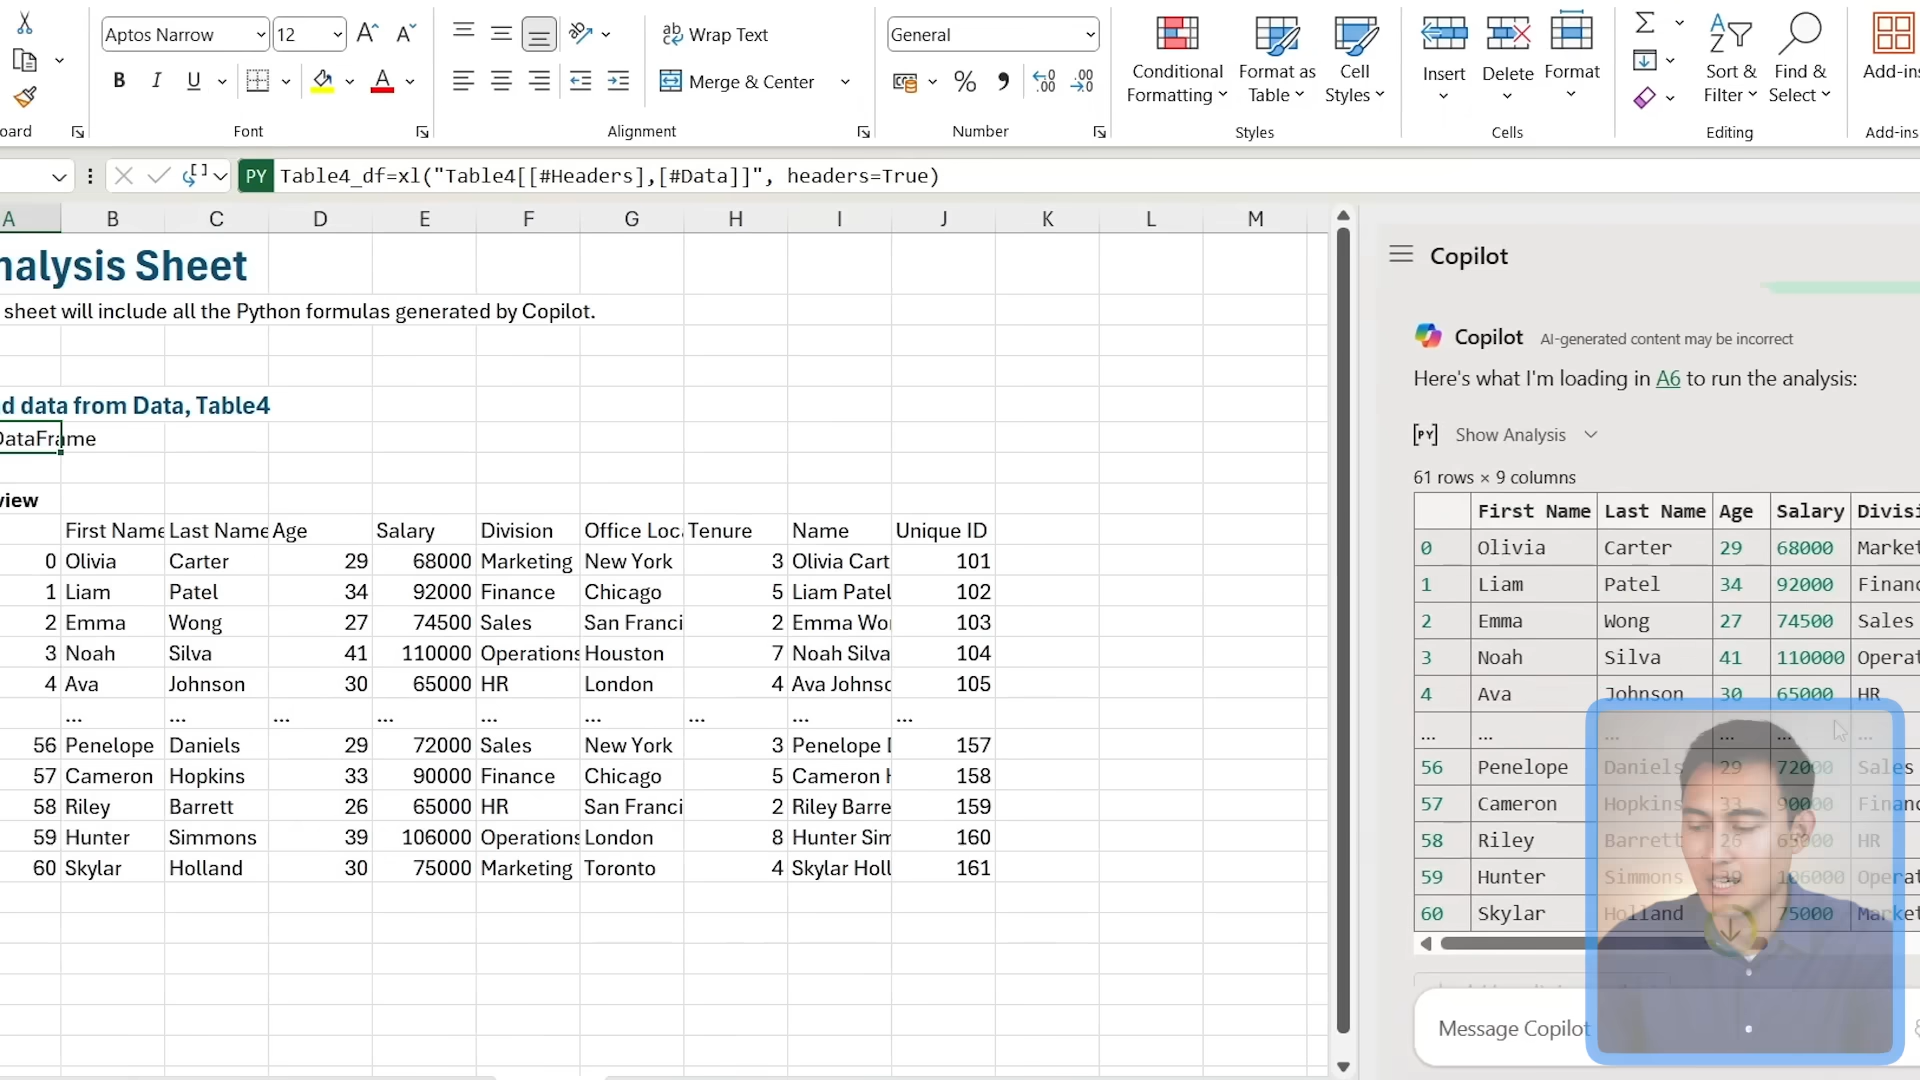 Aptos Narrow 12 Wrap Text General
B I U Merge & Center %
Conditional Formatting Format as Table Cell Styles Insert Delete Format Sort & Filter Find & Select Add-ins
oard Font Alignment Number Styles Cells Editing Add-ins
PY Table4_df=xl("Table4[[#Headers],[#Data]]", headers=True)
A B C D E F G H I J K L M
nalysis Sheet
sheet will include all the Python formulas generated by Copilot.
d data from Data, Table4
DataFrame
view
First Name Last Name Age Salary Division Office Loc Tenure Name Unique ID
0 Olivia Carter 29 68000 Marketing New York 3 Olivia Cart 101
1 Liam Patel 34 92000 Finance Chicago 5 Liam Patel 102
2 Emma Wong 27 74500 Sales San Franci 2 Emma Wo 103
3 Noah Silva 41 110000 Operations Houston 7 Noah Silva 104
4 Ava Johnson 30 65000 HR London 4 Ava Johnso 105
... ... ... ... ... ... ... ... ...
56 Penelope Daniels 29 72000 Sales New York 3 Penelope 157
57 Cameron Hopkins 33 90000 Finance Chicago 5 Cameron 158
58 Riley Barrett 26 65000 HR San Franci 2 Riley Barre 159
59 Hunter Simmons 39 106000 Operations London 8 Hunter Sim 160
60 Skylar Holland 30 75000 Marketing Toronto 4 Skylar Holl 161
Copilot
Copilot AI-generated content may be incorrect
Here's what I'm loading in A6 to run the analysis:
[PY] Show Analysis
61 rows × 9 columns
First Name Last Name Age Salary Divisi
0 Olivia Carter 29 68000 Market
1 Liam Patel 34 92000 Financ
2 Emma Wong 27 74500 Sales
3 Noah Silva 41 110000 Operat
4 Ava Johnson 30 65000 HR
... ... ... ... ... ...
56 Penelope Daniels 29 72000 Sales
57 Cameron Hopkins 33 90000 Financ
58 Riley Barrett 26 65000 HR
59 Hunter Simmons 39 106000 Operat
60 Skylar Holland 30 75000 Market
Message Copilot